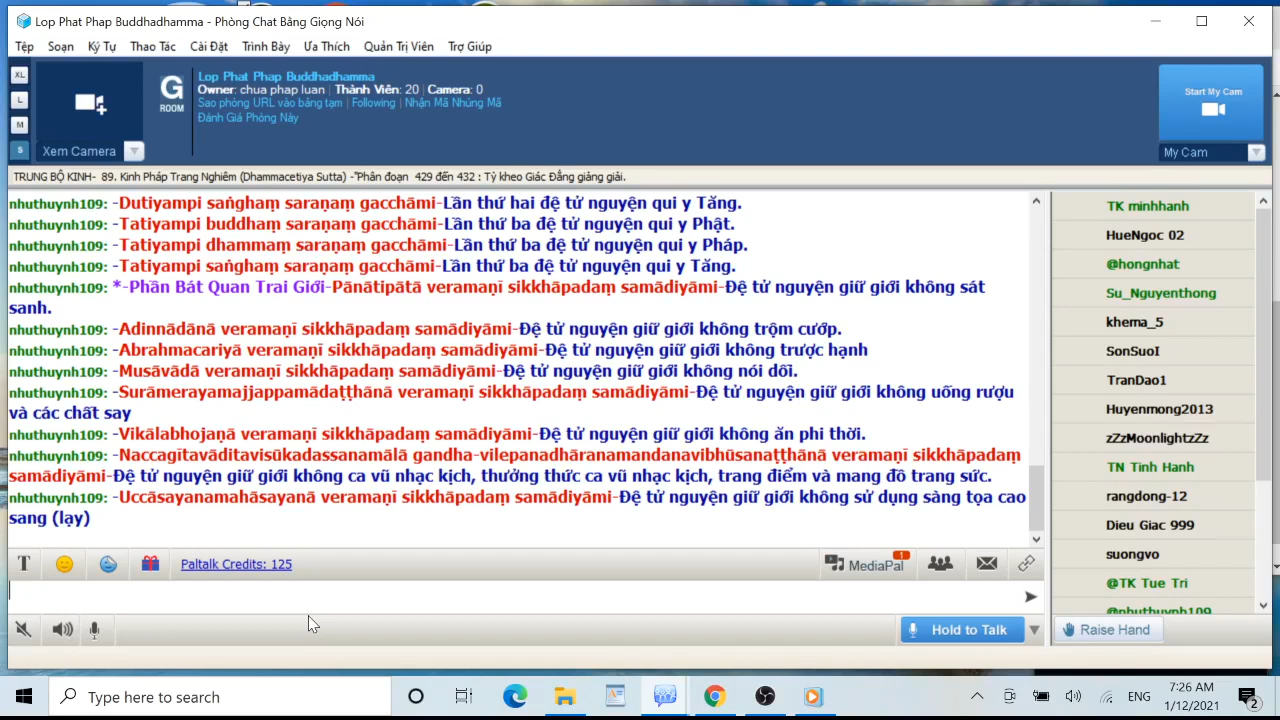 Lop Phat Phap Buddhadhamma - Phòng Chat Bằng Giọng Nói
Tệp Soạn Ký Tự Thao Tác Cài Đặt Trình Bày Ưa Thích Quản Trị Viên Trợ Giúp
XL
L
M
S
Xem Camera
G
ROOM
Lop Phat Phap Buddhadhamma
Owner: chua phap luan | Thành Viên: 20 | Camera: 0
Sao phòng URL vào bảng tạm | Following | Nhận Mã Nhúng Mã
Đánh Giá Phòng Này
Start My Cam
My Cam
TRUNG BỘ KINH- 89. Kinh Pháp Trang Nghiêm (Dhammacetiya Sutta) -"Phân đoạn 429 đến 432 : Tỳ kheo Giác Đẳng giảng giải.
nhuthuynh109: -Dutiyampi saṅghaṃ saraṇaṃ gacchāmi-Lần thứ hai đệ tử nguyện qui y Tăng.
nhuthuynh109: -Tatiyampi buddhaṃ saraṇaṃ gacchāmi-Lần thứ ba đệ tử nguyện qui y Phật.
nhuthuynh109: -Tatiyampi dhammaṃ saraṇaṃ gacchāmi-Lần thứ ba đệ tử nguyện qui y Pháp.
nhuthuynh109: -Tatiyampi saṅghaṃ saraṇaṃ gacchāmi-Lần thứ ba đệ tử nguyện qui y Tăng.
nhuthuynh109: *-Phần Bát Quan Trai Giới-Pānātipātā veramaṇī sikkhāpadaṃ samādiyāmi-Đệ tử nguyện giữ giới không sát
sanh.
nhuthuynh109: -Adinnādānā veramaṇī sikkhāpadaṃ samādiyāmi-Đệ tử nguyện giữ giới không trộm cướp.
nhuthuynh109: -Abrahmacariyā veramaṇī sikkhāpadaṃ samādiyāmi-Đệ tử nguyện giữ giới không trược hạnh
nhuthuynh109: -Musāvādā veramaṇī sikkhāpadaṃ samādiyāmi-Đệ tử nguyện giữ giới không nói dối.
nhuthuynh109: -Surāmerayamajjappamādaṭṭhānā veramaṇī sikkhāpadaṃ samādiyāmi-Đệ tử nguyện giữ giới không uống rượu
và các chất say
nhuthuynh109: -Vikālabhojaṇā veramaṇī sikkhāpadaṃ samādiyāmi-Đệ tử nguyện giữ giới không ăn phi thời.
nhuthuynh109: -Naccagītavāditavisūkadassanamālā gandha-vilepanadhāranamandanavibhūsanaṭṭhānā veramaṇī sikkhāpadaṃ
samādiyāmi-Đệ tử nguyện giữ giới không ca vũ nhạc kịch, thưởng thức ca vũ nhạc kịch, trang điểm và mang đồ trang sức.
nhuthuynh109: -Uccāsayanamahāsayanā veramaṇī sikkhāpadaṃ samādiyāmi-Đệ tử nguyện giữ giới không sử dụng sàng tọa cao
sang (lạy)
TK minhhanh
HueNgoc 02
@hongnhat
Su_Nguyenthong
khema_5
SonSuoI
TranDao1
Huyenmong2013
zZzMoonlightzZz
TN Tinh Hanh
rangdong-12
Dieu Giac 999
suongvo
@TK Tue Tri
@nhuthuynh109
T Paltalk Credits: 125 MediaPal 1
Hold to Talk
Raise Hand
Type here to search
ENG
7:26 AM
1/12/2021
2